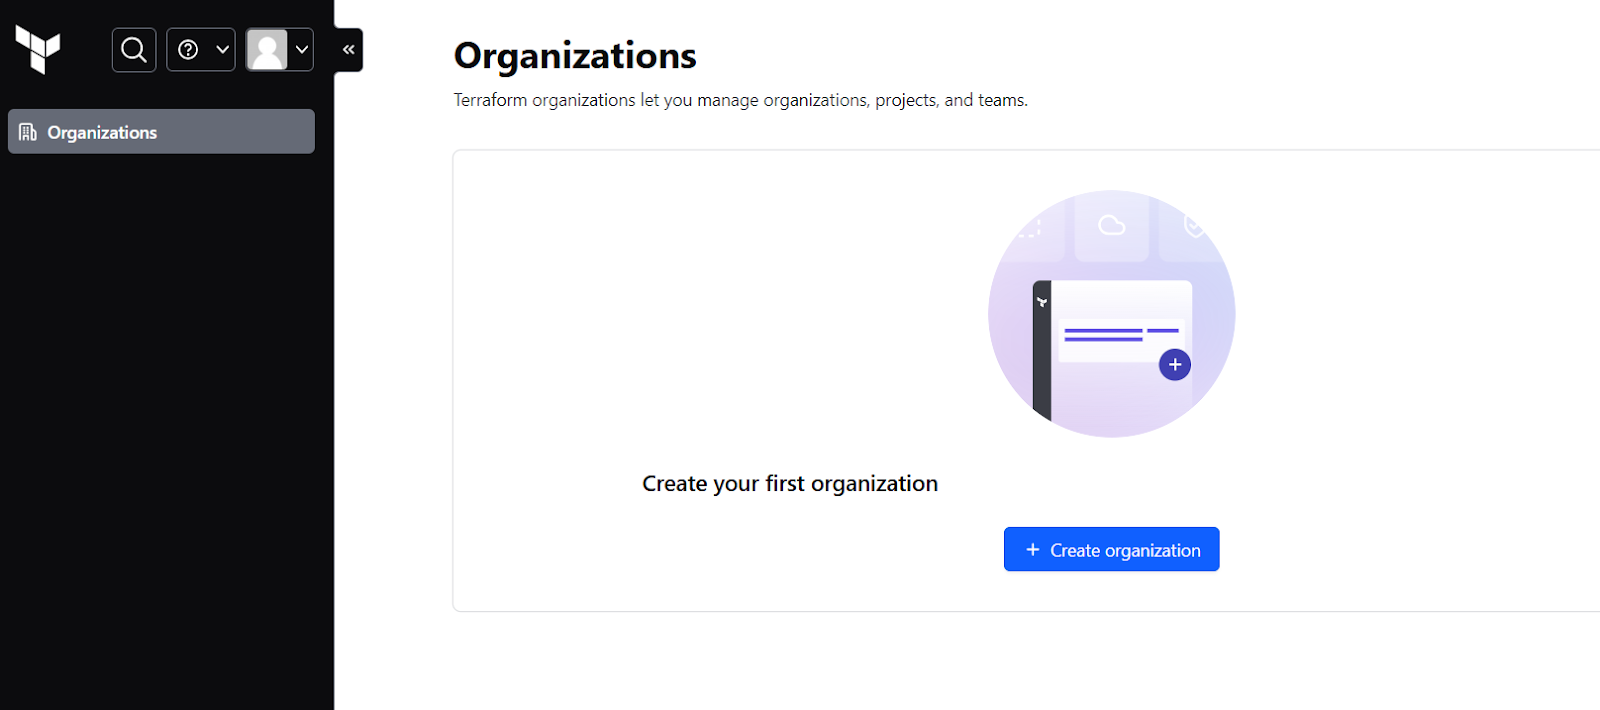 Organizations
Organizations
Terraform organizations let you manage organizations, projects, and teams.
Create your first organization
+ Create organization